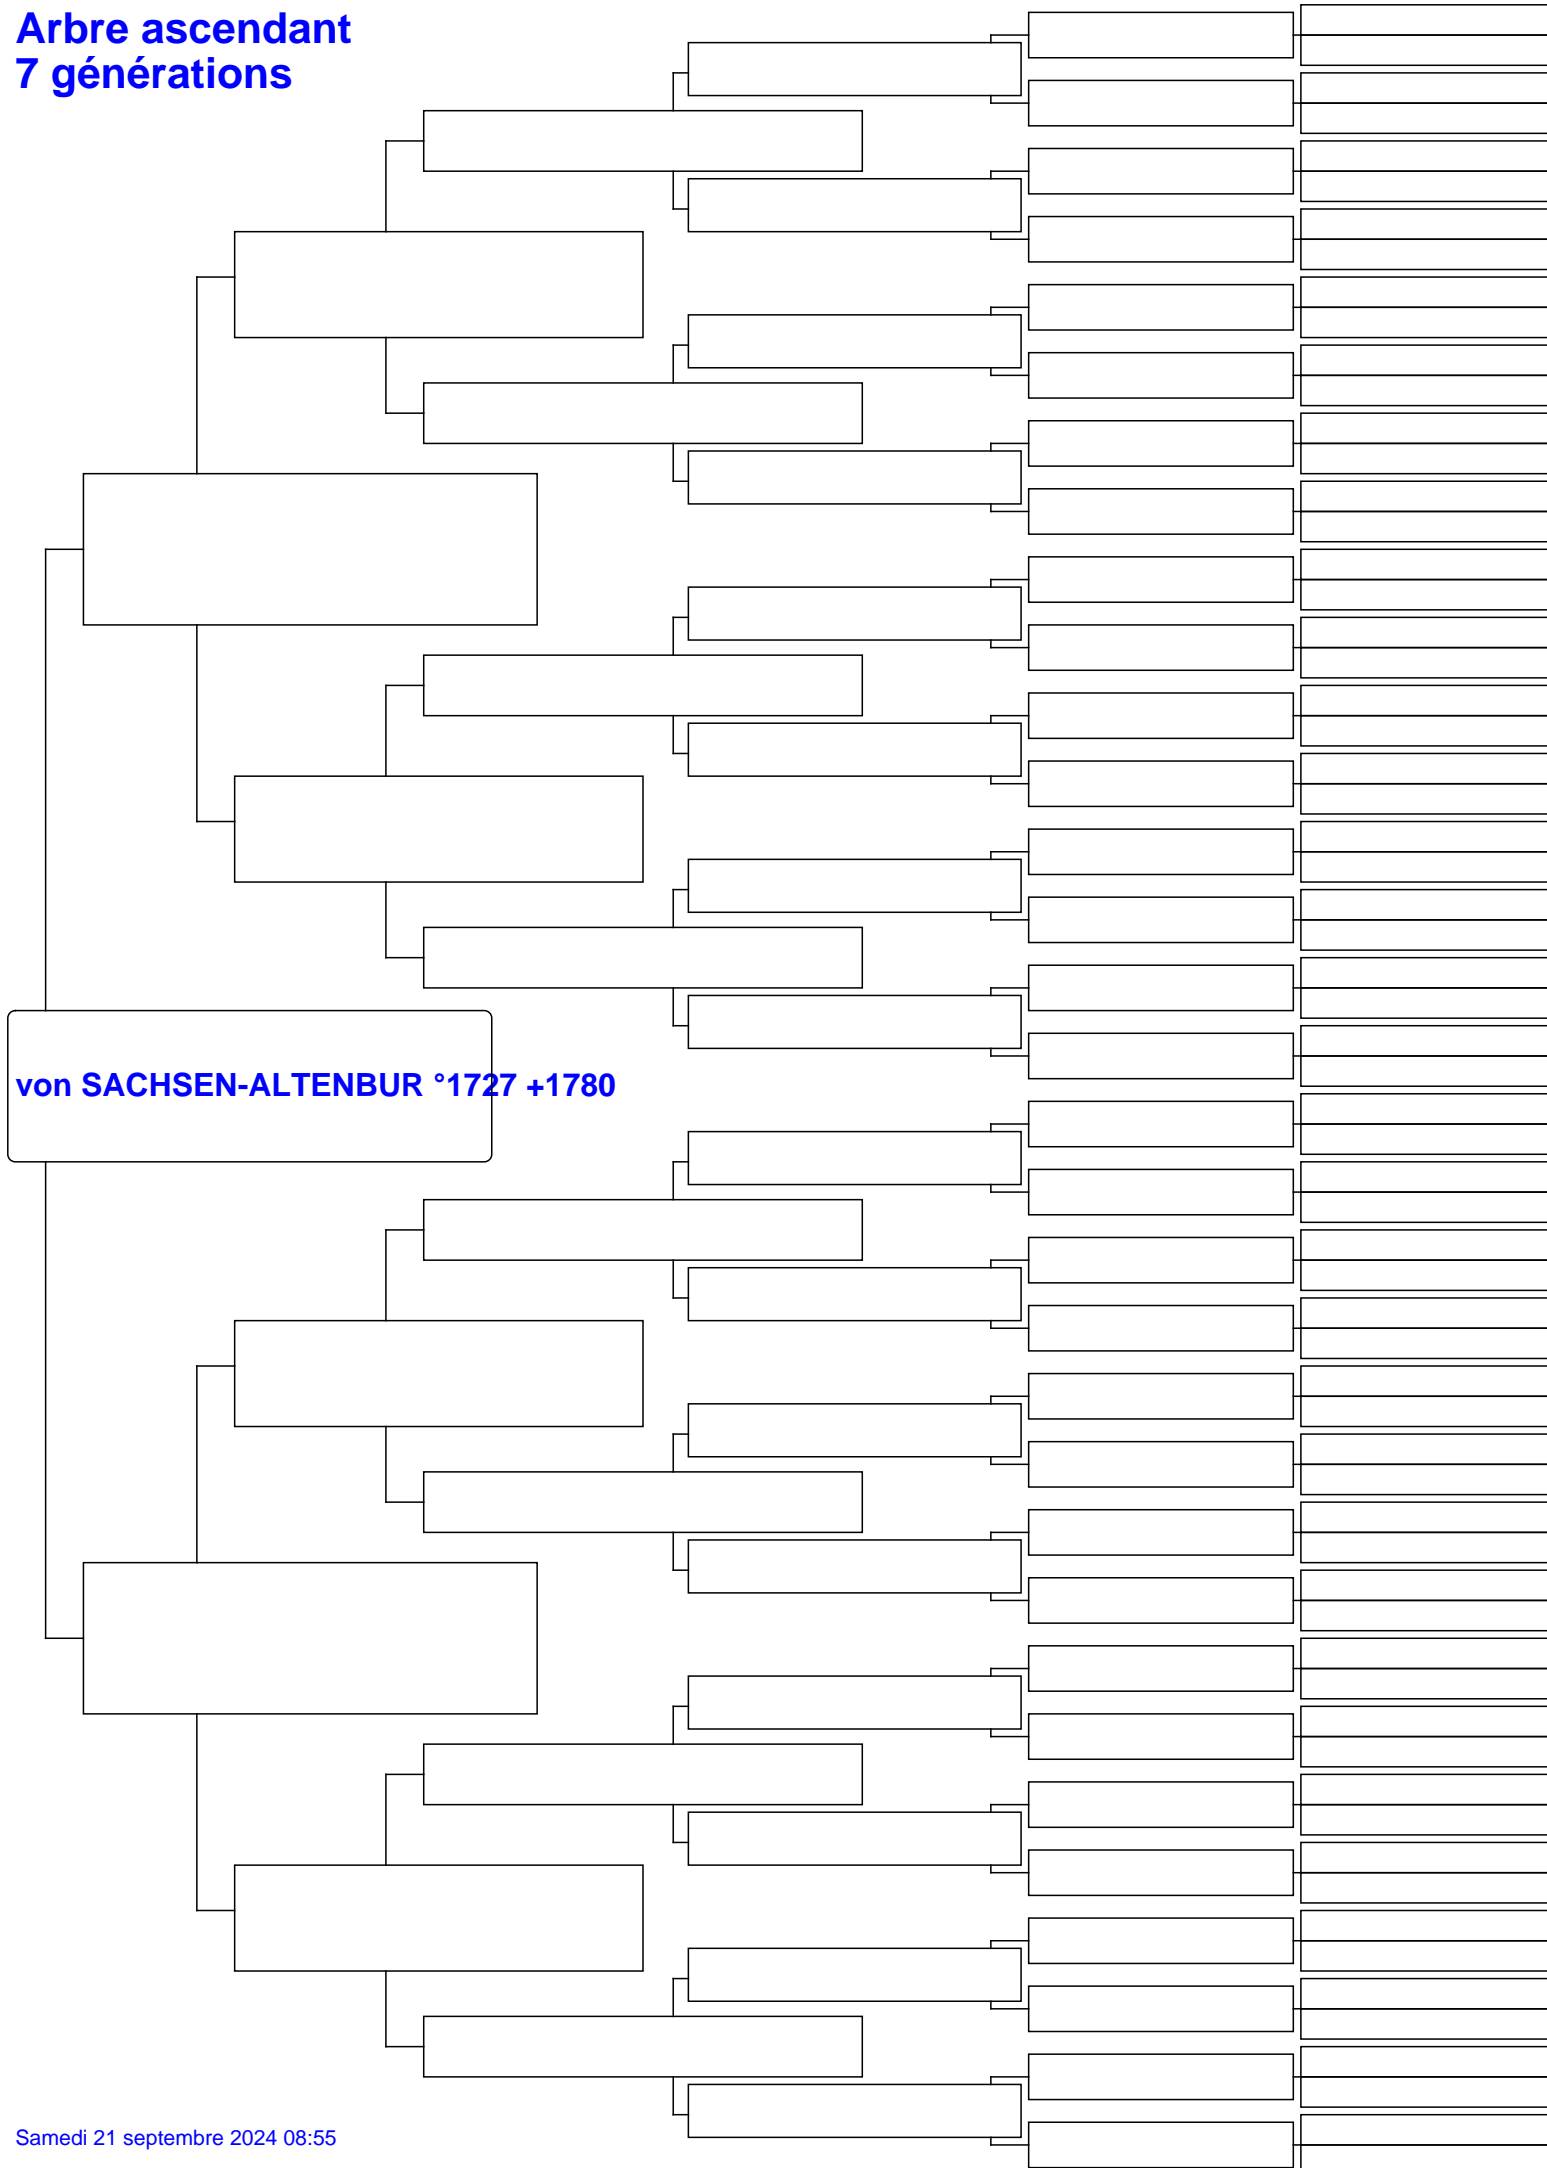 Arbre ascendant
7 générations
von SACHSEN-ALTENBUR °1727 +1780
Samedi 21 septembre 2024 08:55